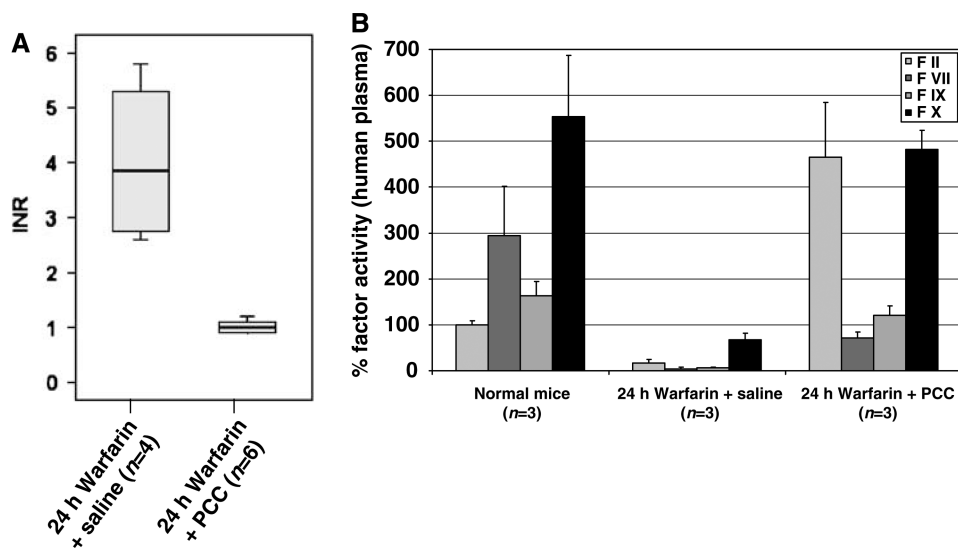 A
INR
6
5
4
3
2
1
0
24 h Warfarin
+ saline (n=4)
24 h Warfarin
+ PCC (n=6)
B
% factor activity (human plasma)
700
600
500
400
300
200
100
0
F II
F VII
F IX
F X
Normal mice
(n=3)
24 h Warfarin + saline
(n=3)
24 h Warfarin + PCC
(n=3)